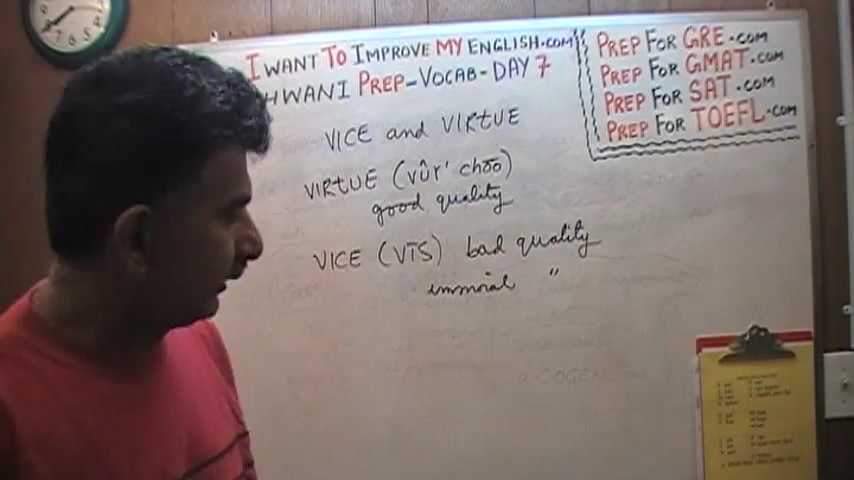 I WANT TO IMPROVE MY ENGLISH.COM
HWANI PREP-VOCAB-DAY 7
PREP FOR GRE.COM
PREP FOR GMAT.COM
PREP FOR SAT.COM
PREP FOR TOEFL.COM
VICE and VIRTUE
VIRTUE (vûr' chōō)
good quality
VICE (VĪS) bad quality
immoral "